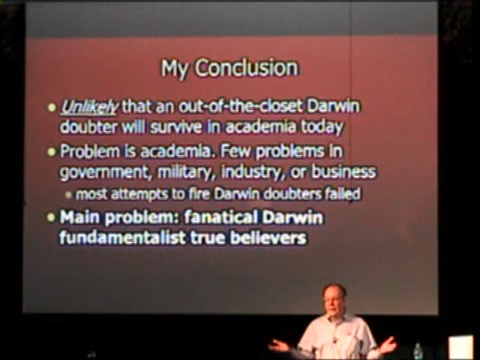 My Conclusion
• Unlikely that an out-of-the-closet Darwin
doubter will survive in academia today
• Problem is academia. Few problems in
government, military, industry, or business
• most attempts to fire Darwin doubters failed
• Main problem: fanatical Darwin
fundamentalist true believers